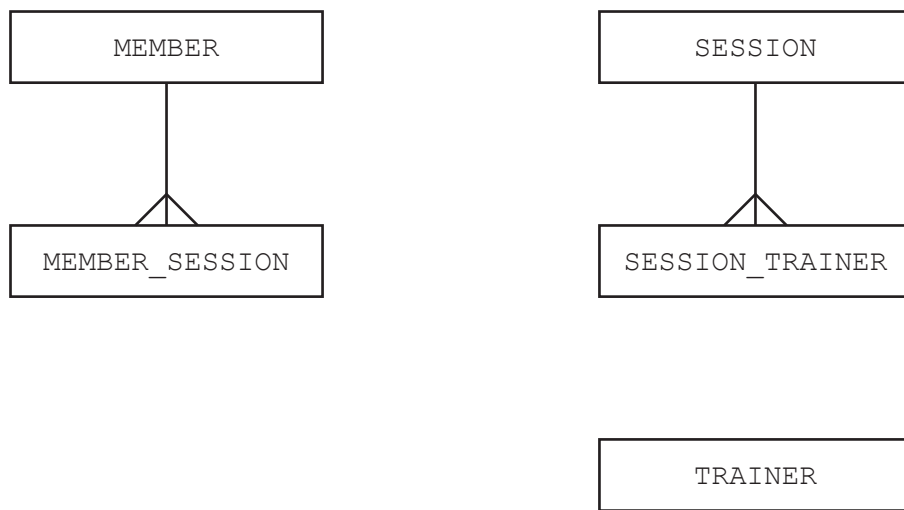 MEMBER
SESSION
MEMBER_SESSION
SESSION_TRAINER
TRAINER